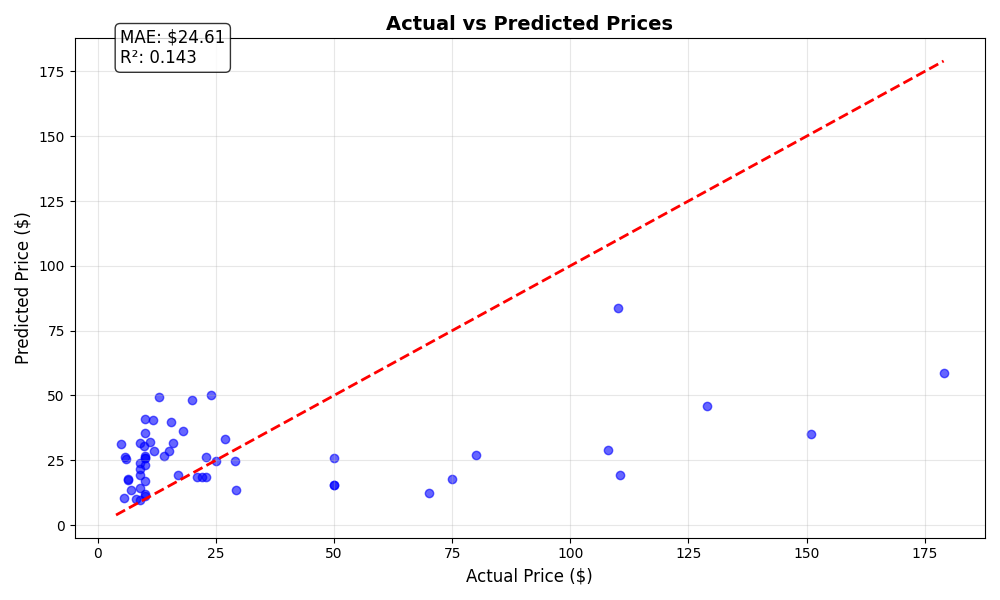 Actual vs Predicted Prices
MAE: $24.61
R²: 0.143
175
150
125
100
75
50
25
0
Predicted Price ($)
0 25 50 75 100 125 150 175
Actual Price ($)